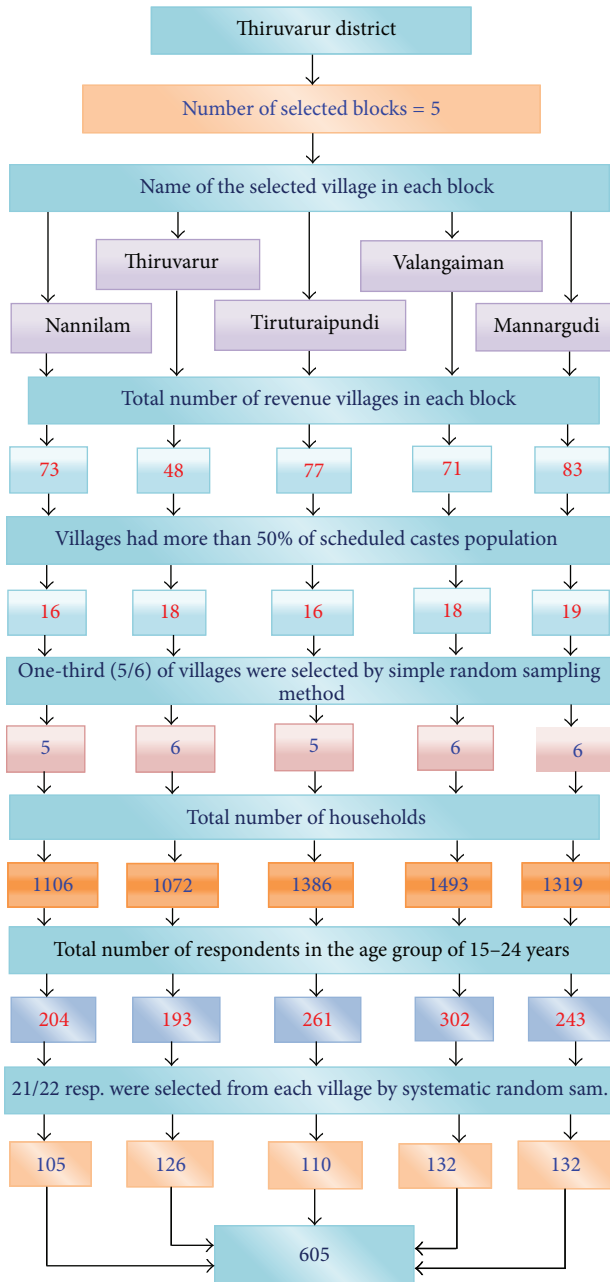 Thiruvarur district
Number of selected blocks = 5
Name of the selected village in each block
Thiruvarur
Valangaiman
Nannilam
Tiruturaipundi
Mannargudi
Total number of revenue villages in each block
73
48
77
71
83
Villages had more than 50% of scheduled castes population
16
18
16
18
19
One-third (5/6) of villages were selected by simple random sampling
method
5
6
5
6
6
Total number of households
1106
1072
1386
1493
1319
Total number of respondents in the age group of 15–24 years
204
193
261
302
243
21/22 resp. were selected from each village by systematic random sam.
105
126
110
132
132
605